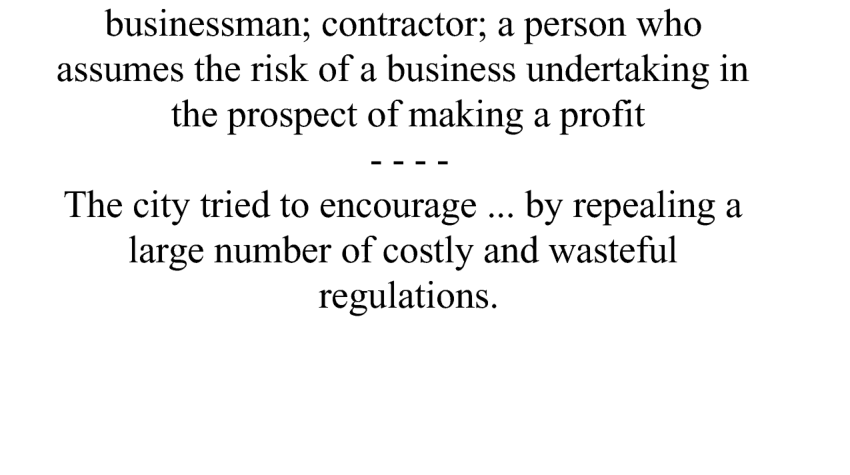 businessman; contractor; a person who
assumes the risk of a business undertaking in
the prospect of making a profit
- - - -
The city tried to encourage ... by repealing a
large number of costly and wasteful
regulations.